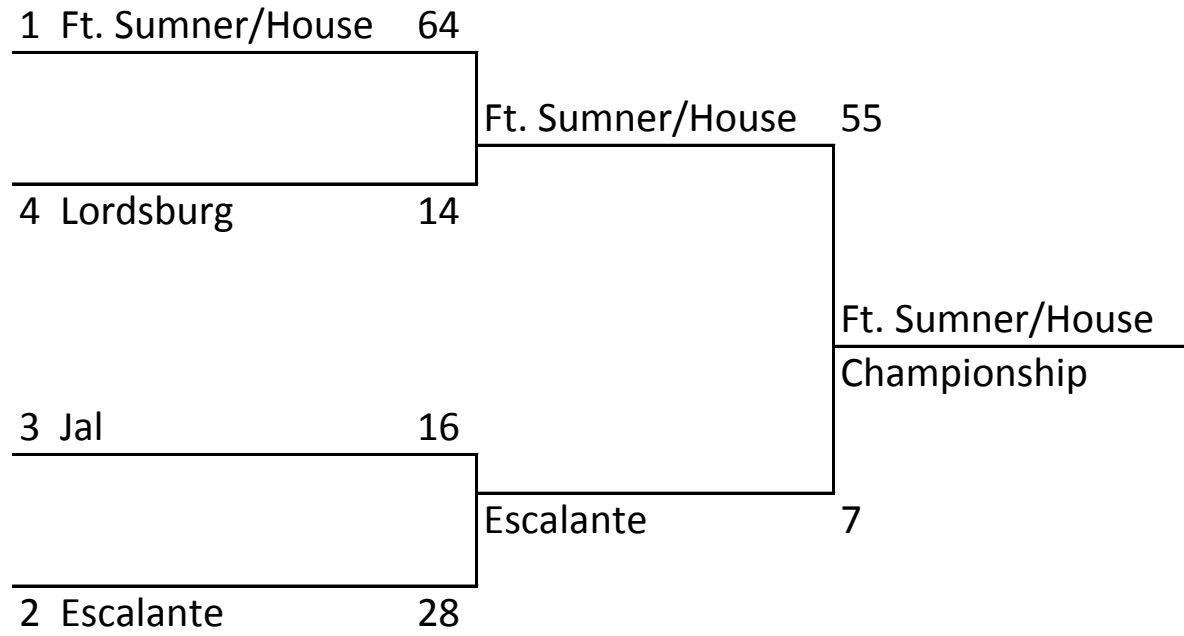 1 Ft. Sumner/House 64
Ft. Sumner/House 55
4 Lordsburg 14
Ft. Sumner/House
Championship
3 Jal 16
Escalante 7
2 Escalante 28